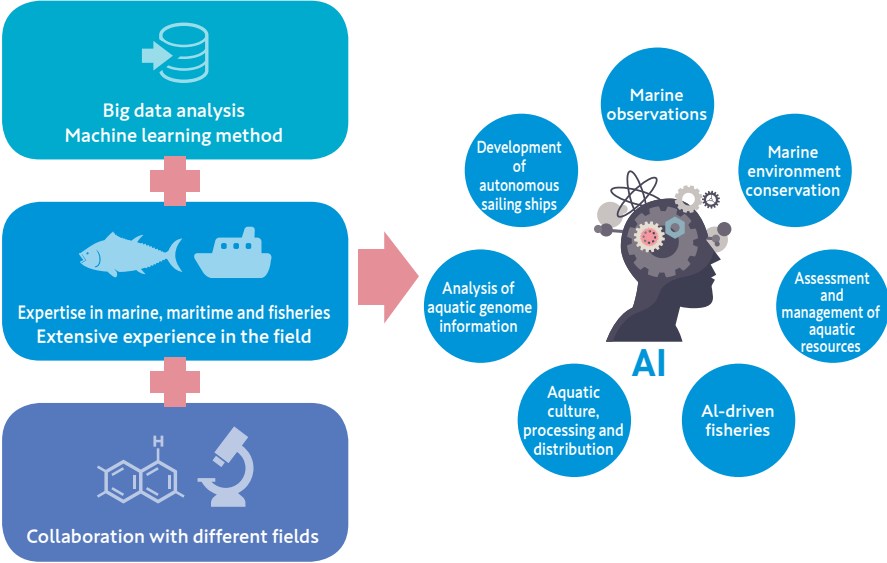 Big data analysis
Machine learning method
Expertise in marine, maritime and fisheries
Extensive experience in the field
H
Collaboration with different fields
Marine
observations
Development
of
autonomous
sailing ships
Marine
environment
conservation
Analysis of
aquatic genome
information
Assessment
and
management of
aquatic
resources
AI
Aquatic
culture,
processing and
distribution
AI-driven
fisheries